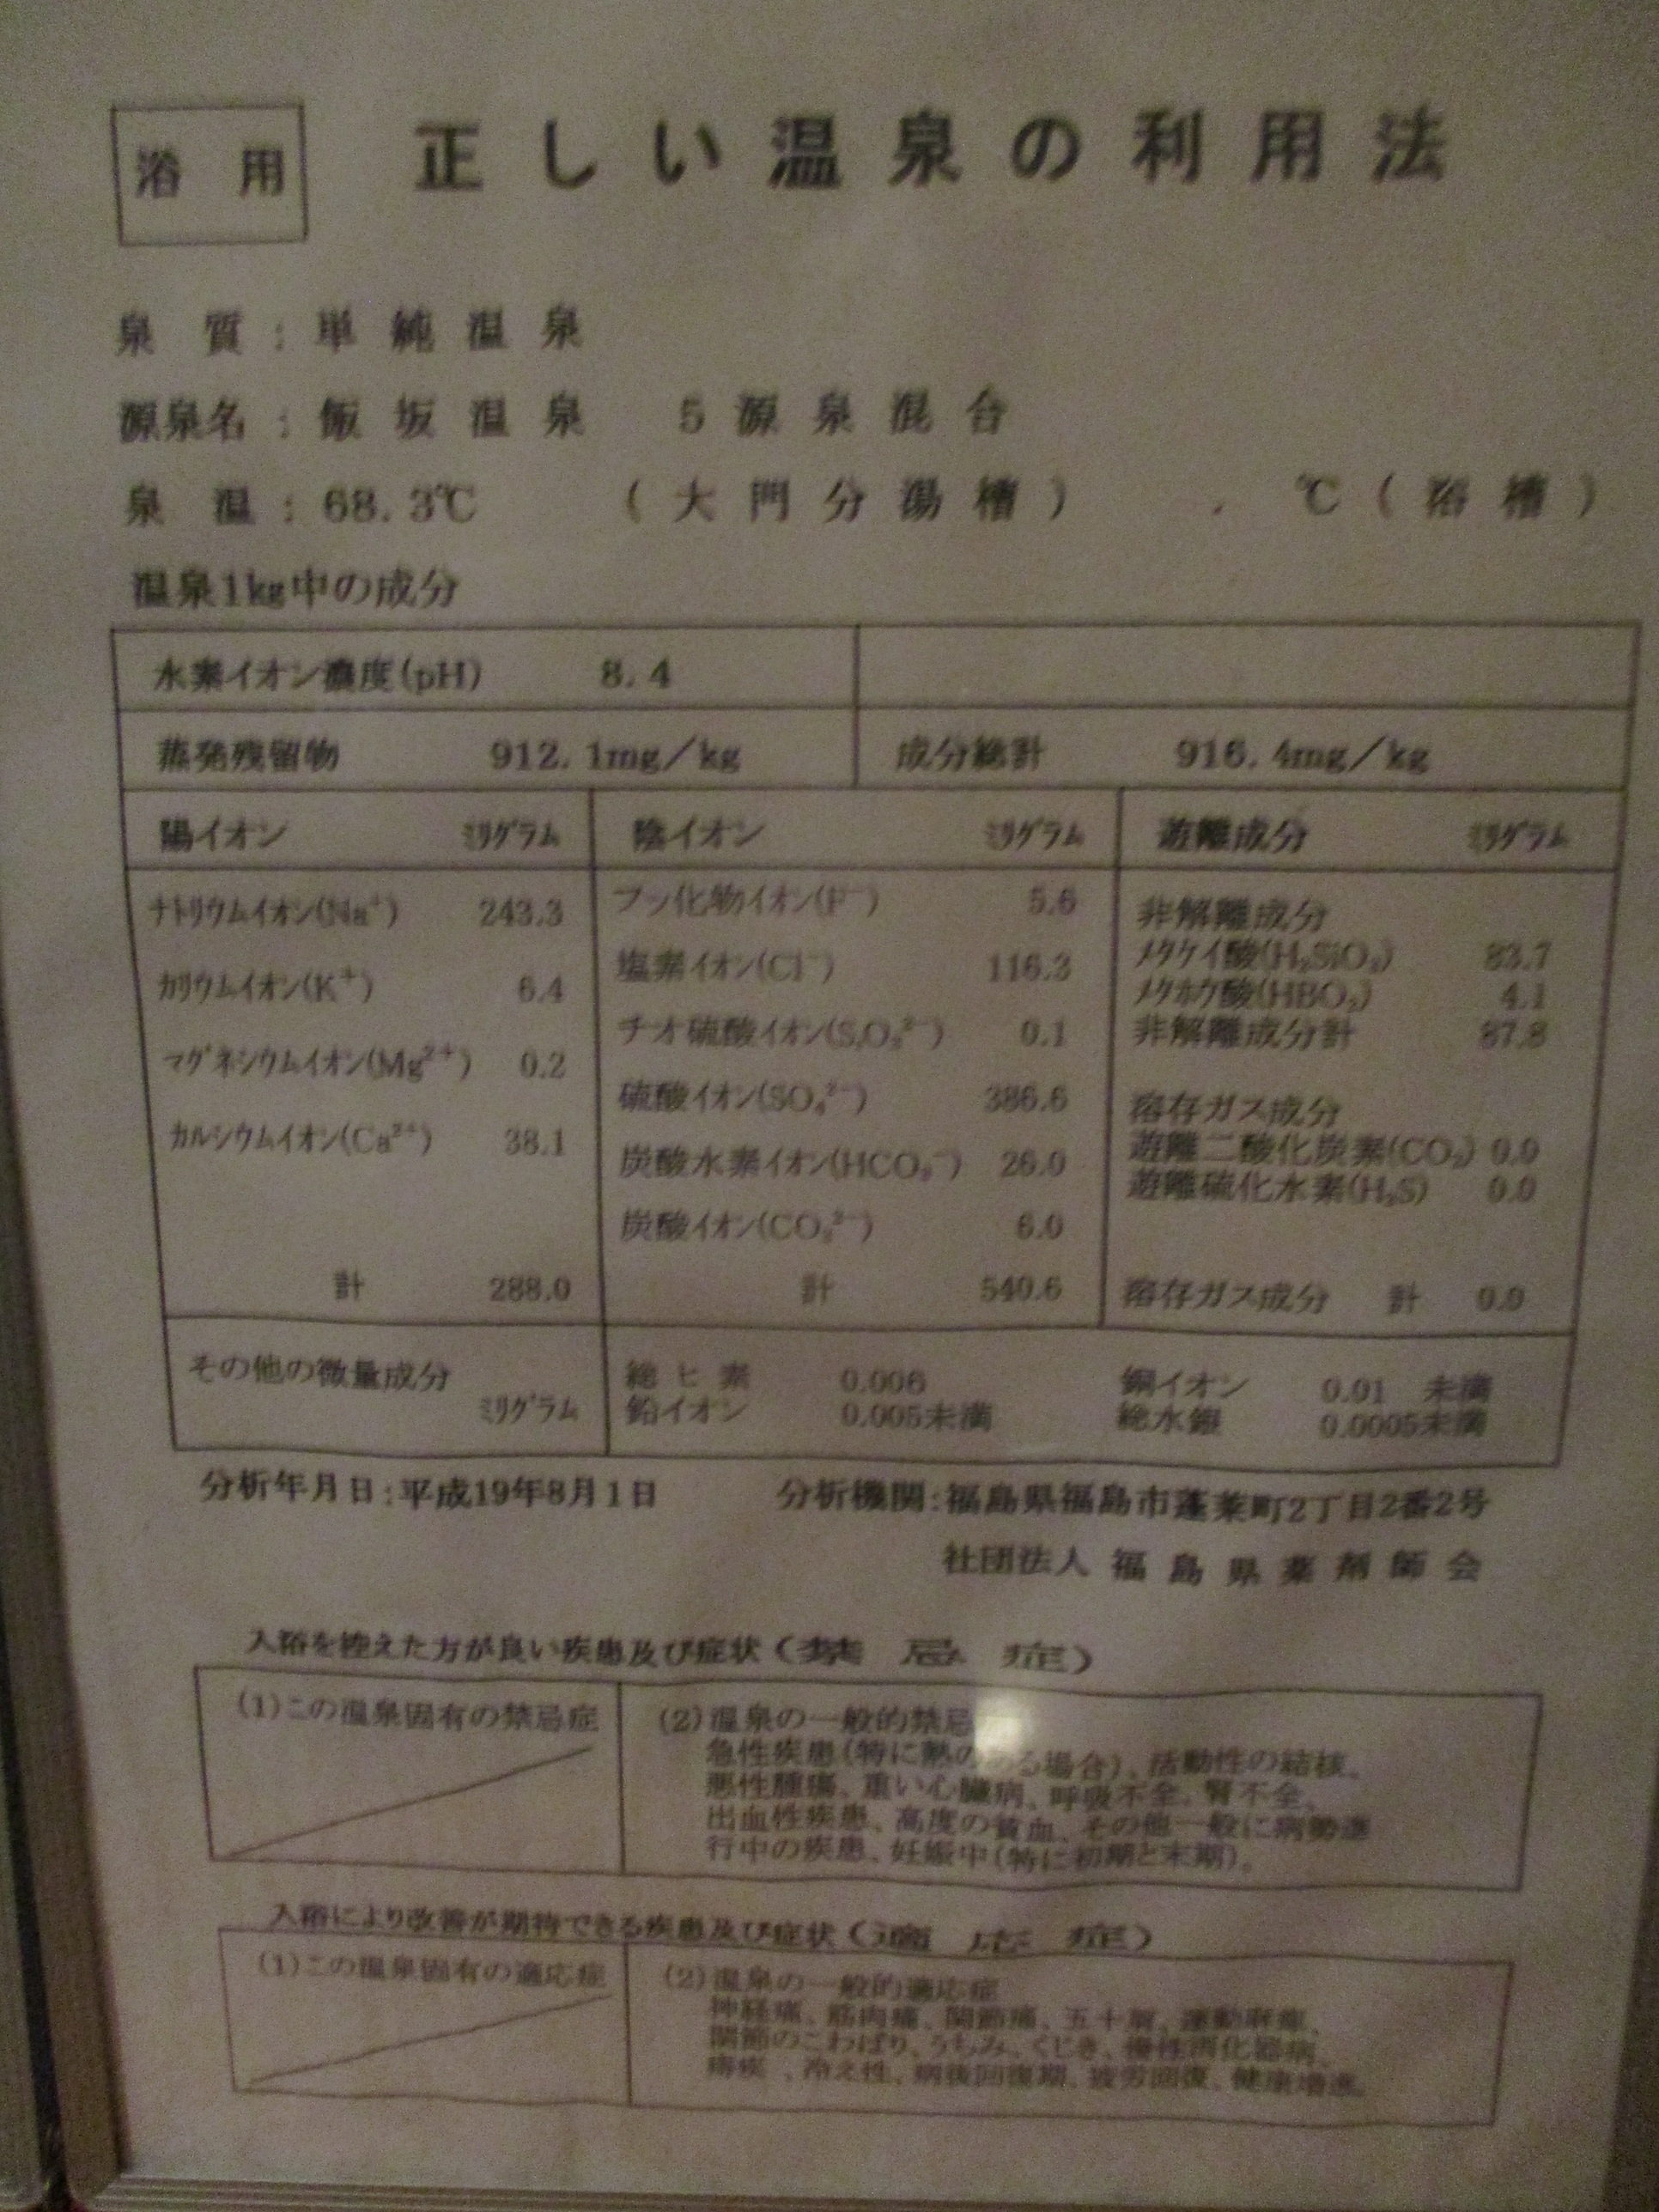 浴用 正しい温泉の利用法
泉質:単純温泉
源泉名:飯坂温泉 5源泉混合
泉温:68.3℃ (大門分湯槽) . ℃(浴槽)
温泉1kg中の成分
水素イオン濃度(pH) 8.4
蒸発残留物 912.1mg/kg 成分総計 916.4mg/kg
陽イオン ミリグラム 陰イオン ミリグラム 遊離成分 ミリグラム
ナトリウムイオン(Na⁺) 243.3
カリウムイオン(K⁺) 6.4
マグネシウムイオン(Mg²⁺) 0.2
カルシウムイオン(Ca²⁺) 38.1
計 288.0
フッ化物イオン(F⁻) 5.6
塩素イオン(Cl⁻) 116.3
チオ硫酸イオン(S₂O₃²⁻) 0.1
硫酸イオン(SO₄²⁻) 386.6
炭酸水素イオン(HCO₃⁻) 26.0
炭酸イオン(CO₃²⁻) 6.0
計 540.6
非解離成分
メタケイ酸(H₂SiO₃) 83.7
メタホウ酸(HBO₂) 4.1
非解離成分計 87.8
溶存ガス成分
遊離二酸化炭素(CO₂) 0.0
遊離硫化水素(H₂S) 0.0
溶存ガス成分 計 0.0
その他の微量成分
ミリグラム
総ヒ素 0.006 銅イオン 0.01 未満
鉛イオン 0.005未満 総水銀 0.0005未満
分析年月日:平成19年8月1日 分析機関:福島県福島市蓬莱町2丁目2番2号
社団法人 福島県薬剤師会
入浴を控えた方が良い疾患及び症状(禁忌症)
(1)この温泉固有の禁忌症
(2)温泉の一般的禁忌
急性疾患(特に熱のある場合)、活動性の結核、
悪性腫瘍、重い心臓病、呼吸不全、腎不全、
出血性疾患、高度の貧血、その他一般に病勢進
行中の疾患、妊娠中(特に初期と末期)。
入浴により改善が期待できる疾患及び症状(適応症)
(1)この温泉固有の適応症
(2)温泉の一般的適応症
神経痛、筋肉痛、関節痛、五十肩、運動麻痺、
関節のこわばり、うちみ、くじき、慢性消化器病、
痔疾 、冷え性、病後回復期、疲労回復、健康増進。